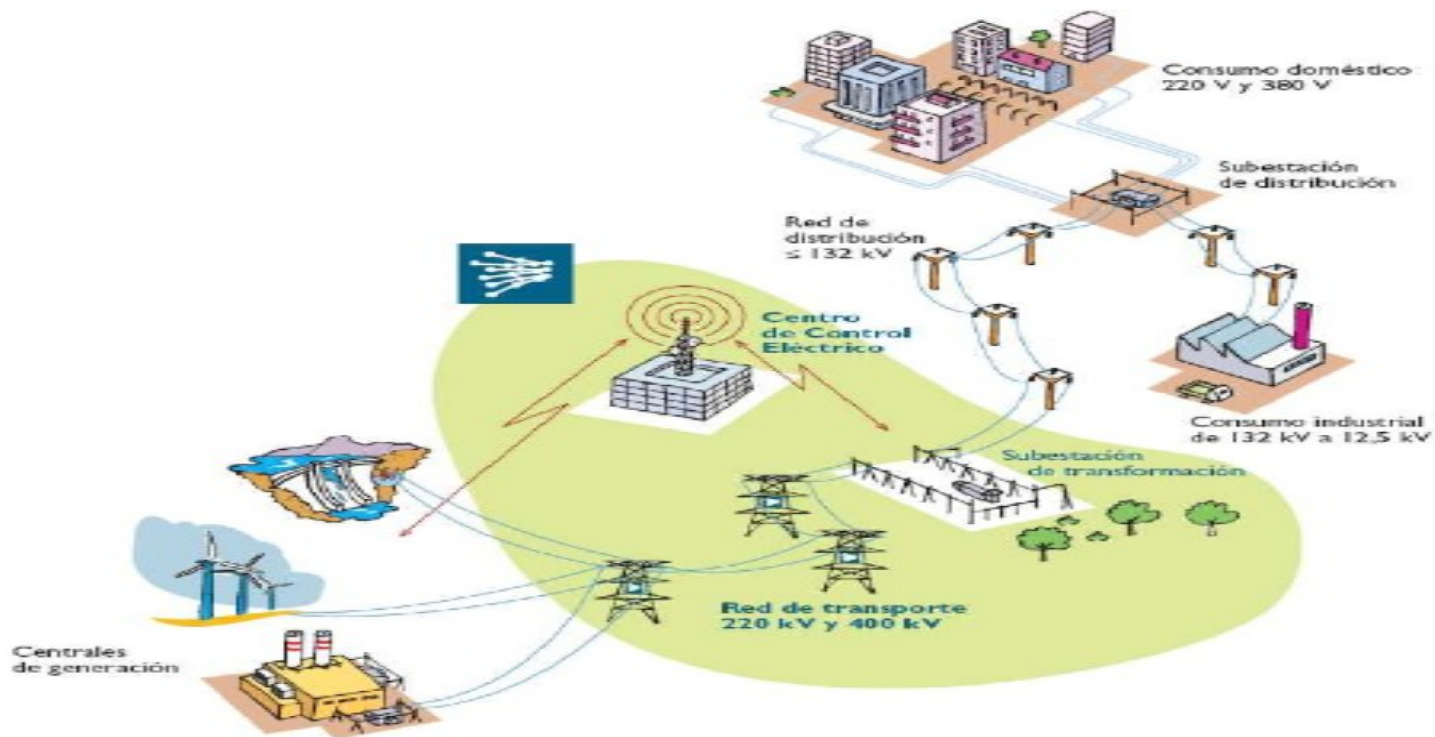 Consumo doméstico
220 V y 380 V
Subestación
de distribución
Red de
distribución
≤ 132 kV
Centro
de Control
Eléctrico
Consumo industrial
de 132 kV a 12,5 kV
Subestación
de transformación
Red de transporte
220 kV y 400 kV
Centrales
de generación